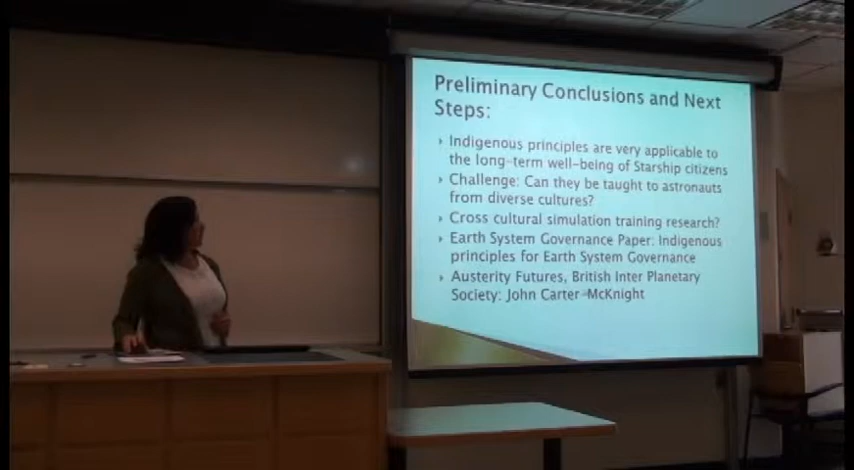 Preliminary Conclusions and Next
Steps:
Indigenous principles are very applicable to
the long-term well-being of Starship citizens
Challenge: Can they be taught to astronauts
from diverse cultures?
Cross cultural simulation training research?
Earth System Governance Paper: Indigenous
principles for Earth System Governance
Austerity Futures, British Inter Planetary
Society: John Carter-McKnight